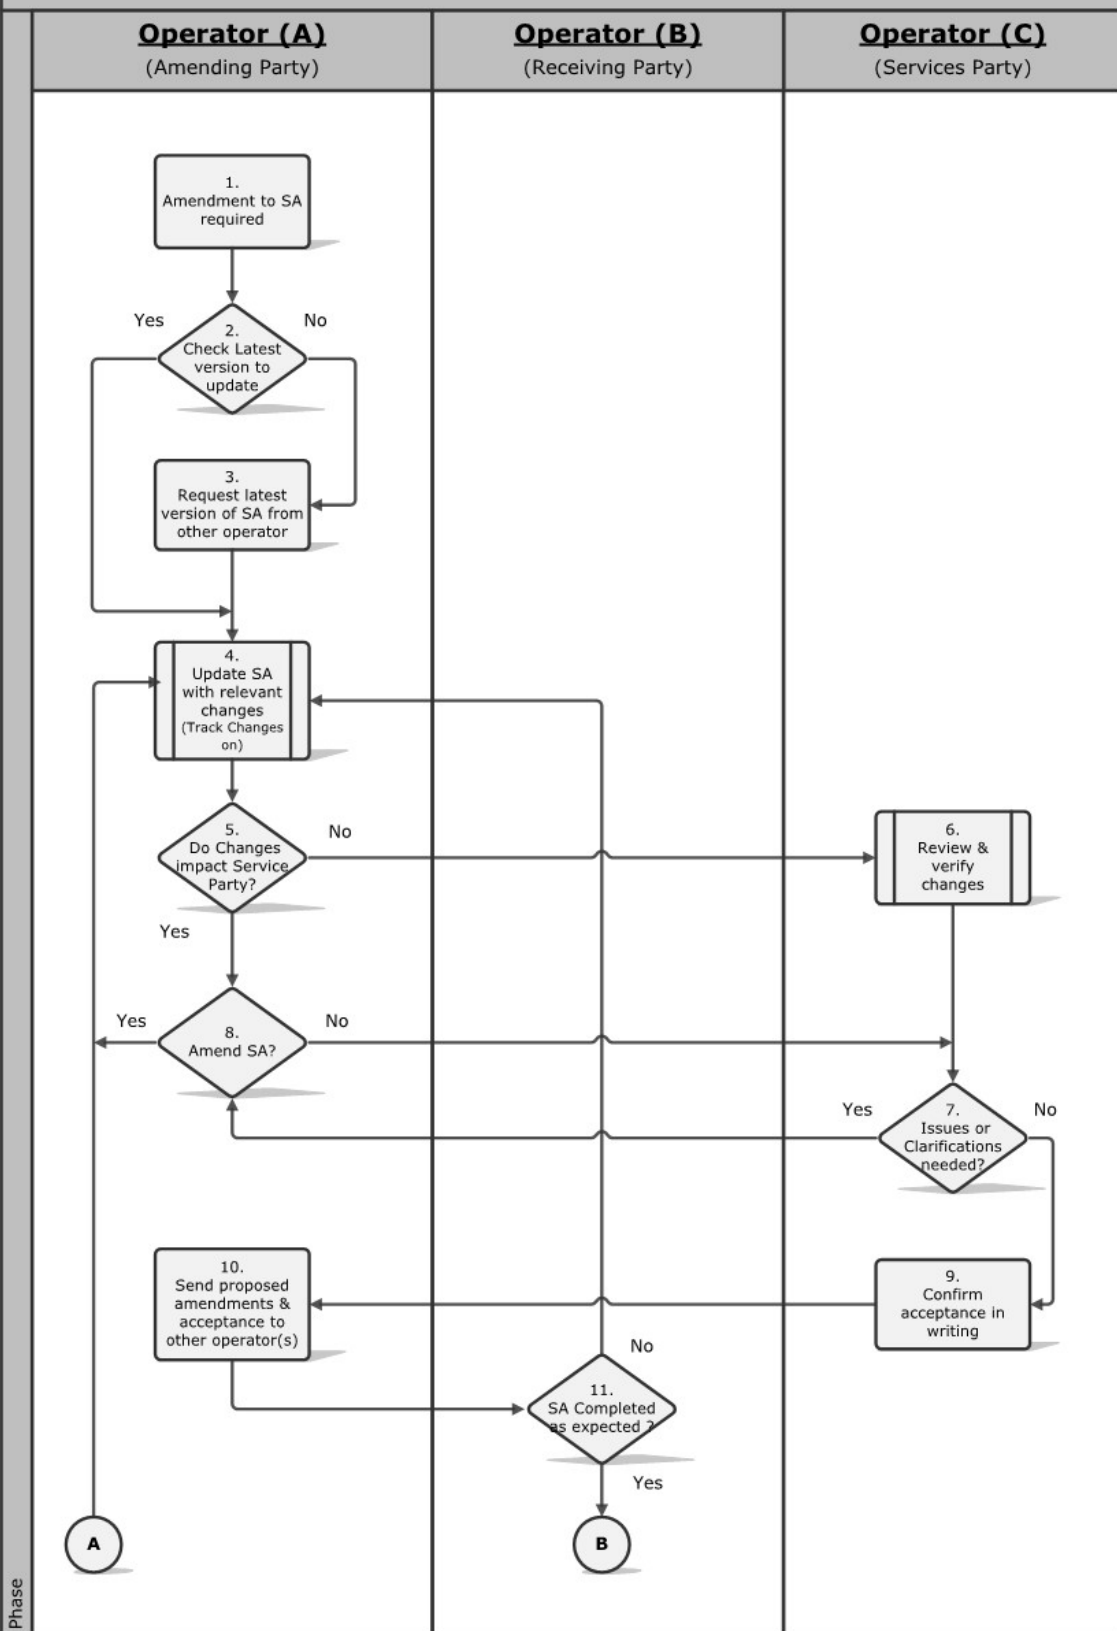 Operator (A)
(Amending Party)
Operator (B)
(Receiving Party)
Operator (C)
(Services Party)
1.
Amendment to SA
required
Yes
No
2.
Check Latest
version to
update
3.
Request latest
version of SA from
other operator
4.
Update SA
with relevant
changes
(Track Changes
on)
5.
Do Changes
impact Service
Party?
No
Yes
6.
Review &
verify
changes
Yes
8.
Amend SA?
No
Yes
7.
Issues or
Clarifications
needed?
No
10.
Send proposed
amendments &
acceptance to
other operator(s)
9.
Confirm
acceptance in
writing
No
11.
SA Completed
as expected ?
Yes
A
B
Phase